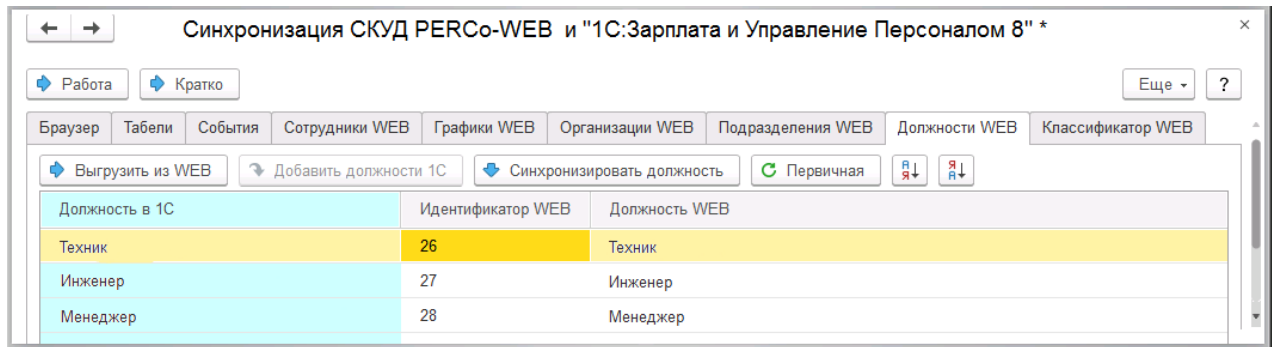 Синхронизация СКУД PERCo-WEB и "1С:Зарплата и Управление Персоналом 8" *
Работа Кратко Еще ?
Браузер Табели События Сотрудники WEB Графики WEB Организации WEB Подразделения WEB Должности WEB Классификатор WEB
Выгрузить из WEB Добавить должности 1С Синхронизировать должность Первичная А Я Я А
Должность в 1С Идентификатор WEB Должность WEB
Техник 26 Техник
Инженер 27 Инженер
Менеджер 28 Менеджер